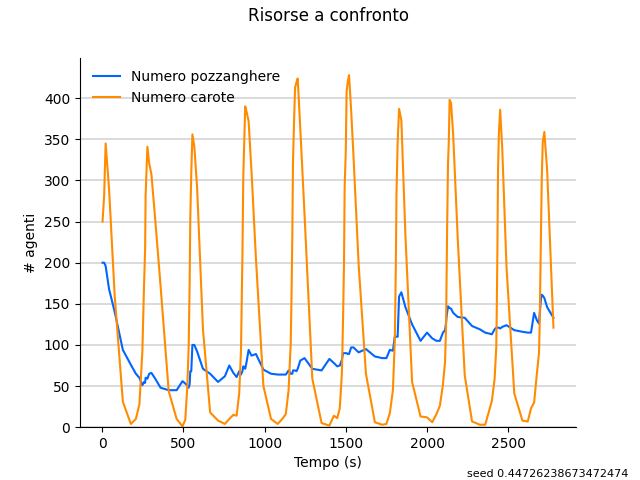 Risorse a confronto
Numero pozzanghere
Numero carote
# agenti
400
350
300
250
200
150
100
50
0
0 500 1000 1500 2000 2500
Tempo (s)
seed 0.44726238673472474